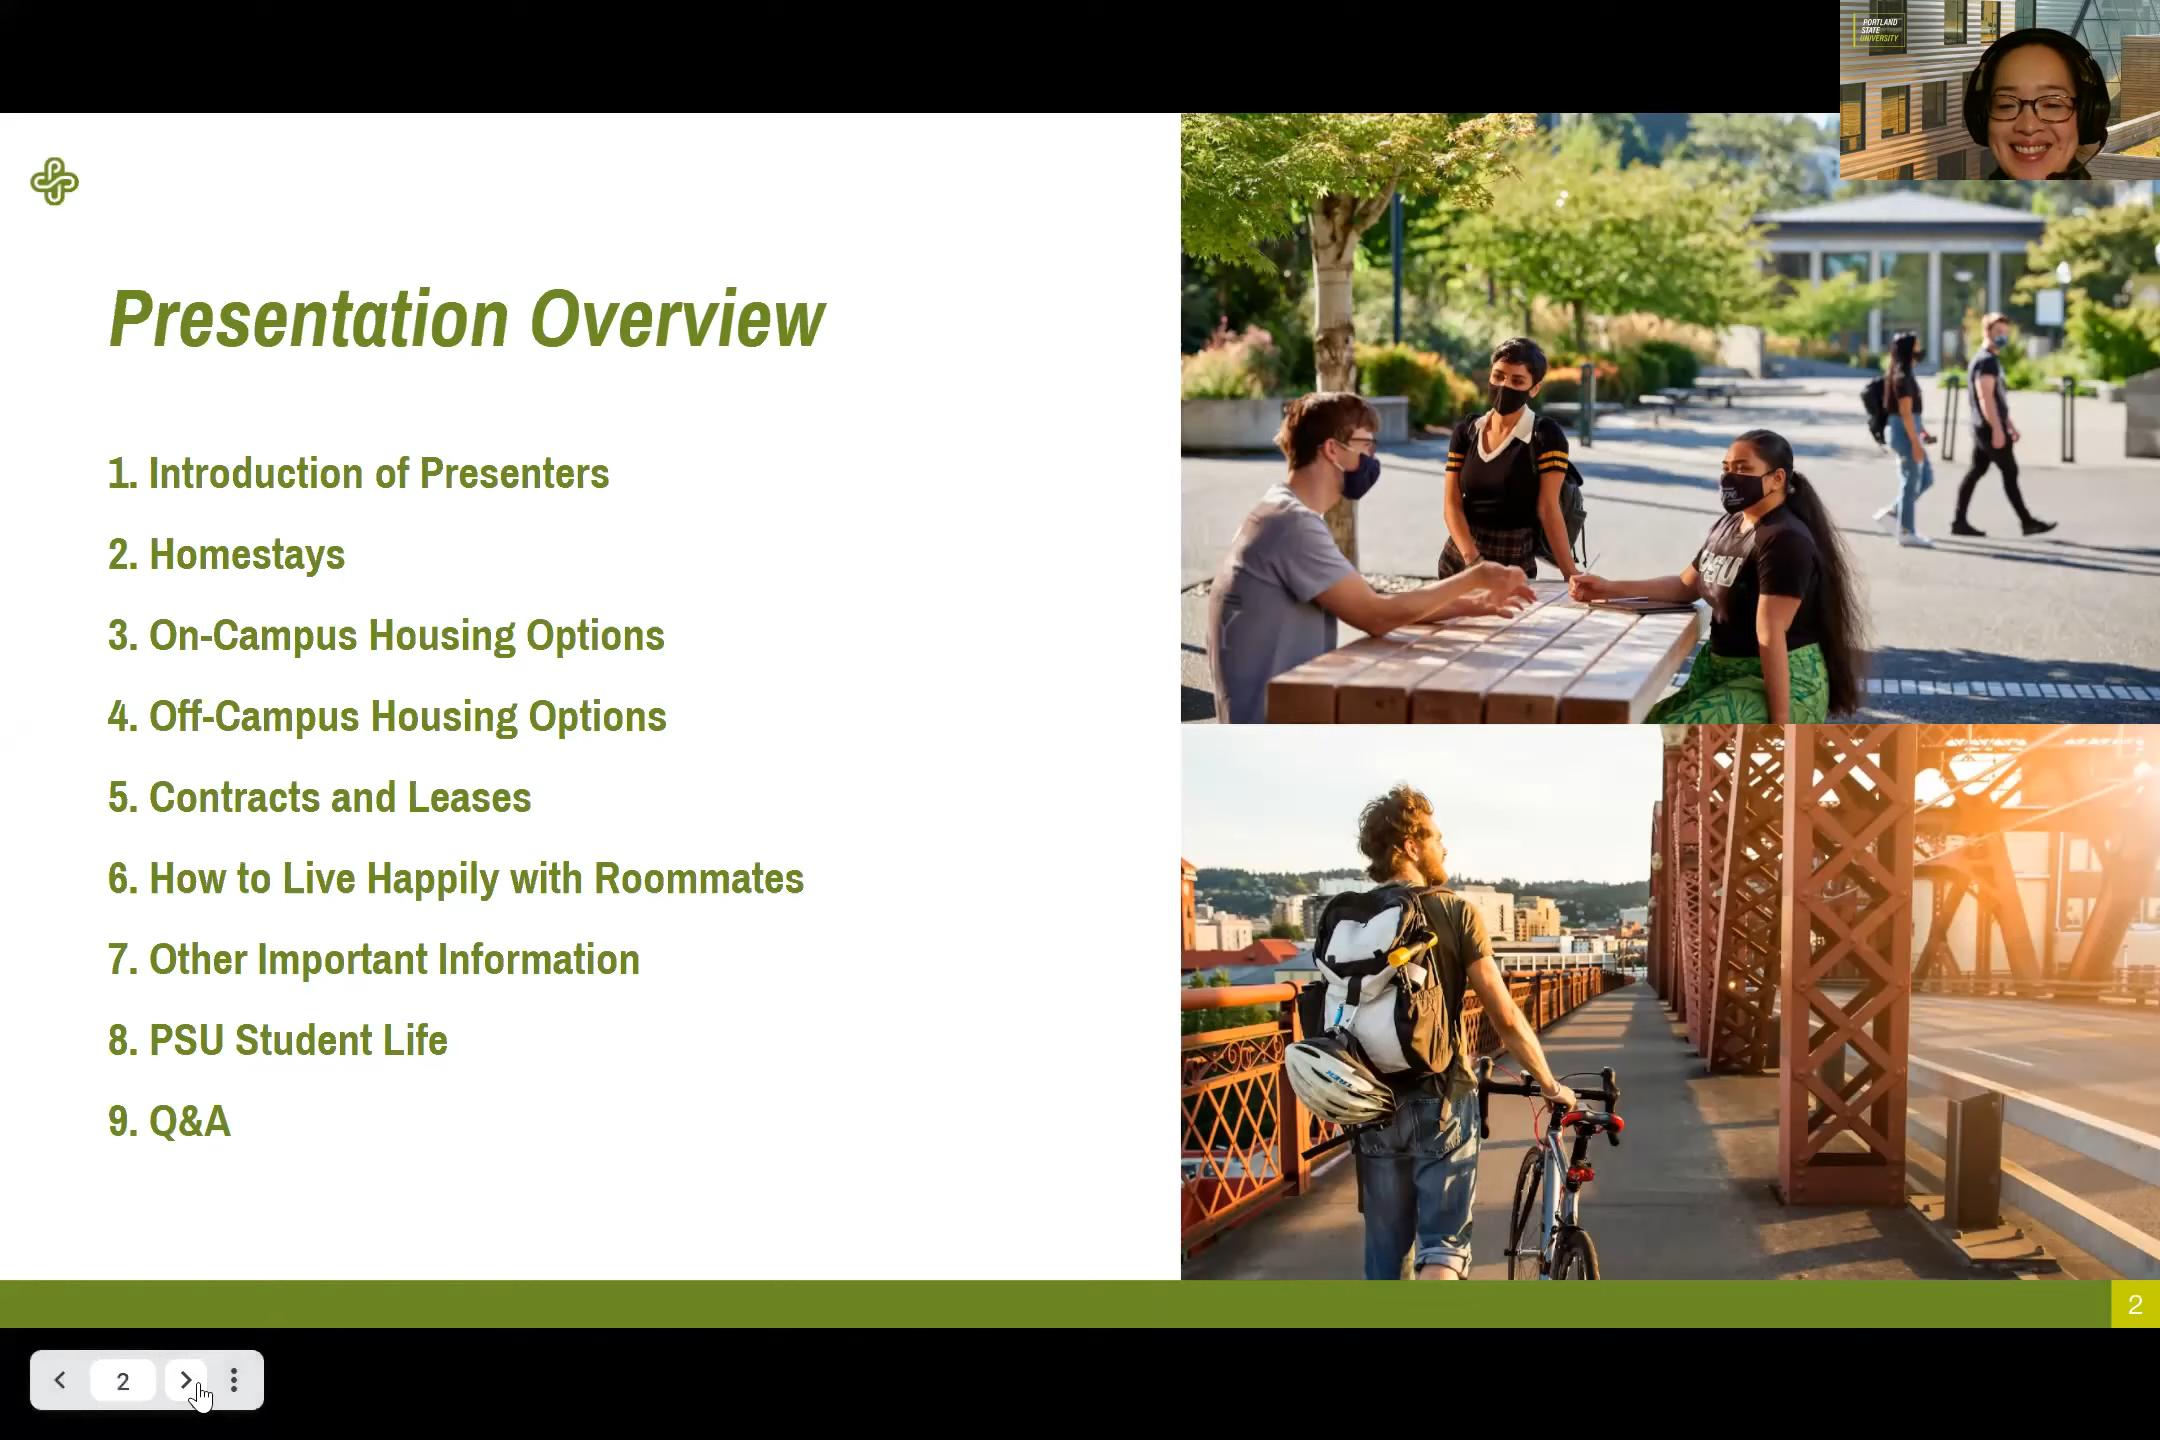 PORTLAND
STATE
UNIVERSITY
Presentation Overview
1. Introduction of Presenters
2. Homestays
3. On-Campus Housing Options
4. Off-Campus Housing Options
5. Contracts and Leases
6. How to Live Happily with Roommates
7. Other Important Information
8. PSU Student Life
9. Q&A
PSU
TREK
2
2